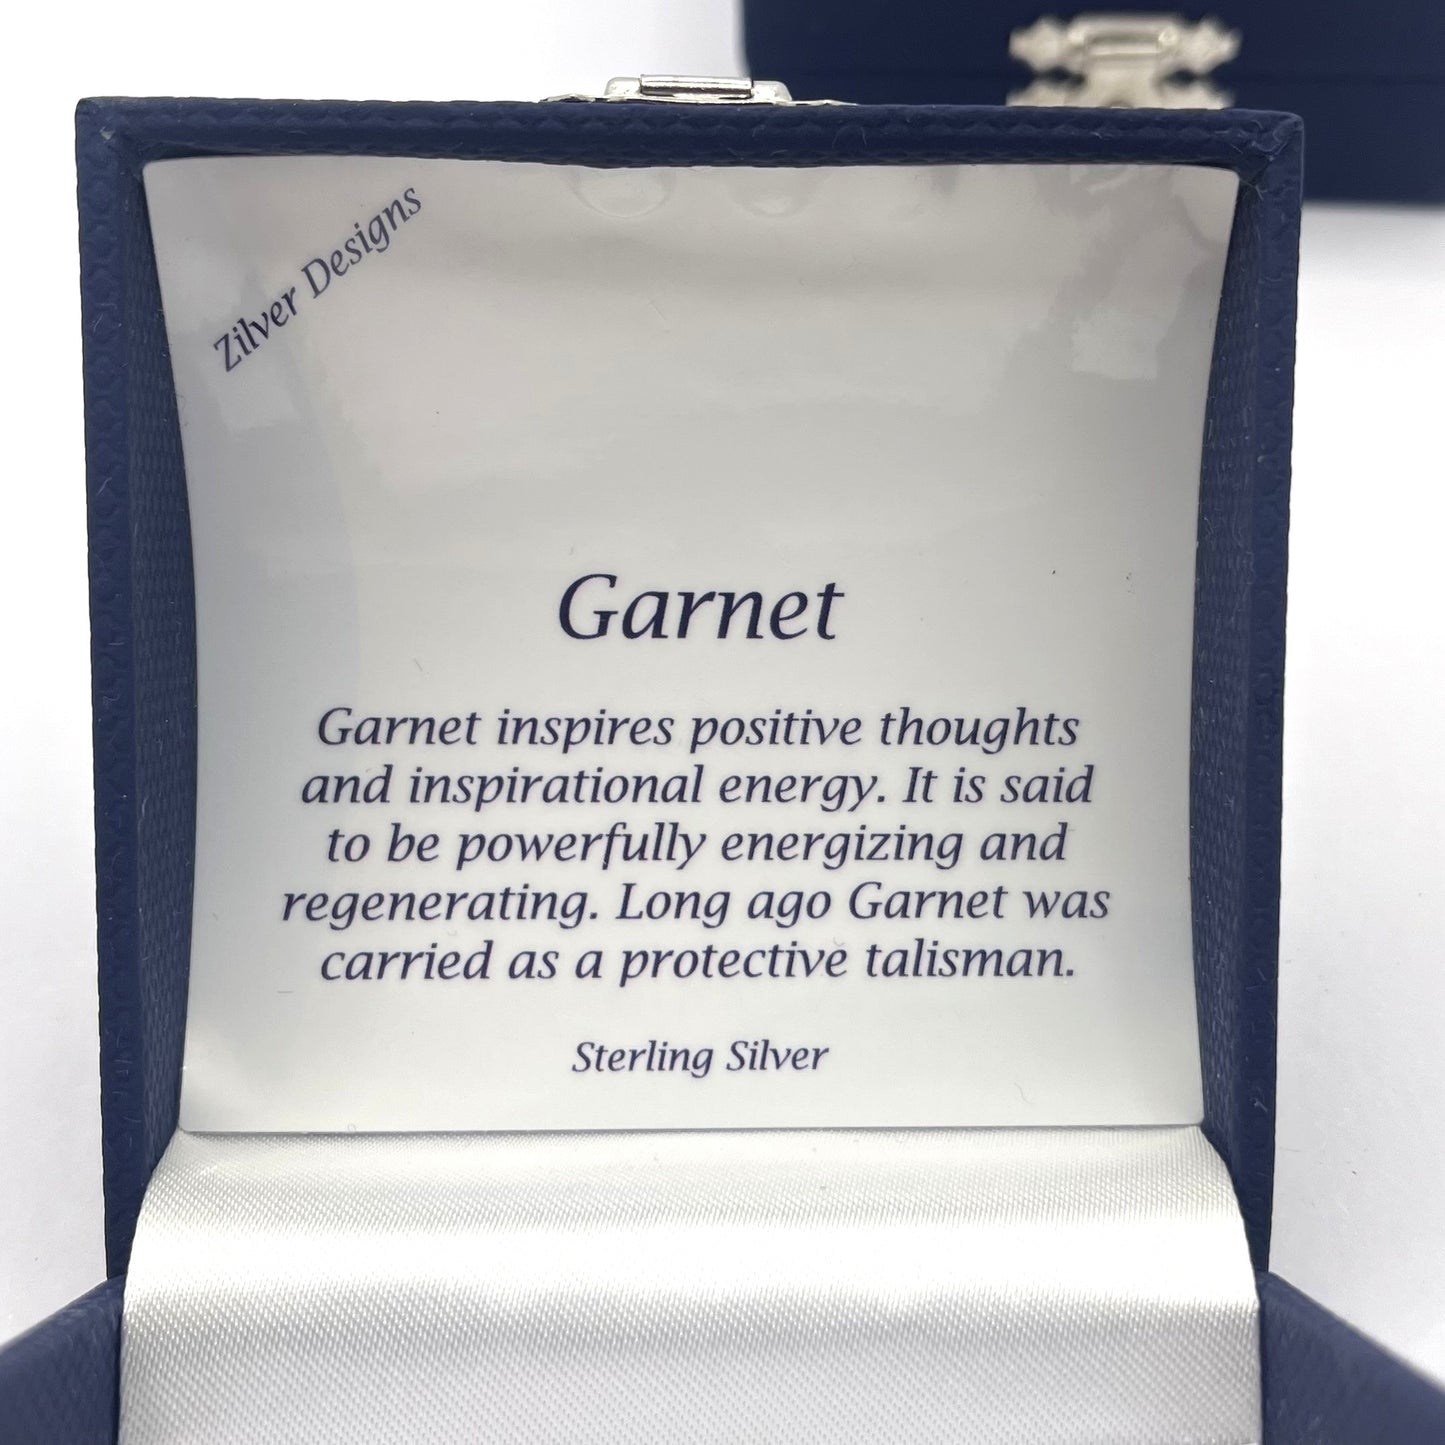 Zilver Designs
Garnet
Garnet inspires positive thoughts
and inspirational energy. It is said
to be powerfully energizing and
regenerating. Long ago Garnet was
carried as a protective talisman.
Sterling Silver